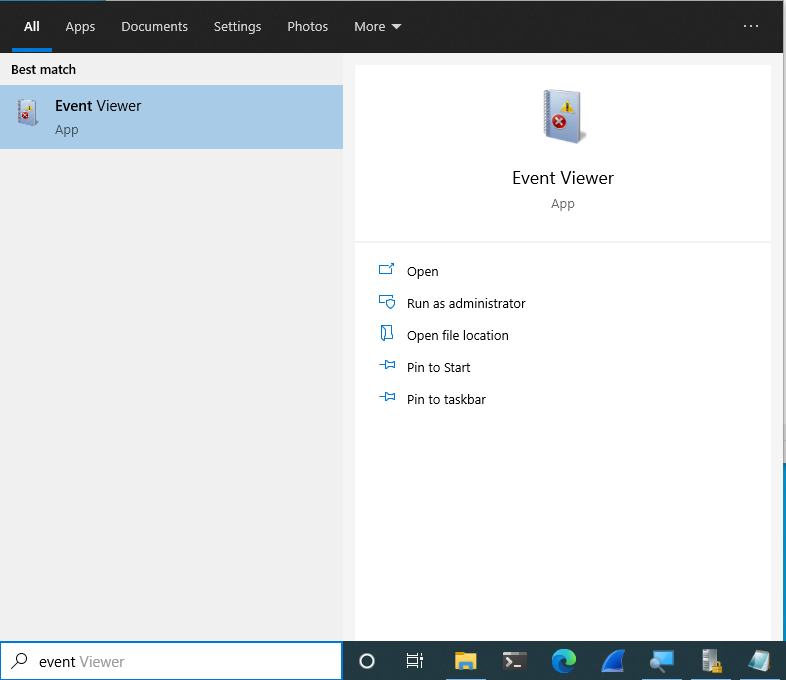 All Apps Documents Settings Photos More ...
Best match
Event Viewer
App
Event Viewer
App
Open
Run as administrator
Open file location
Pin to Start
Pin to taskbar
event Viewer